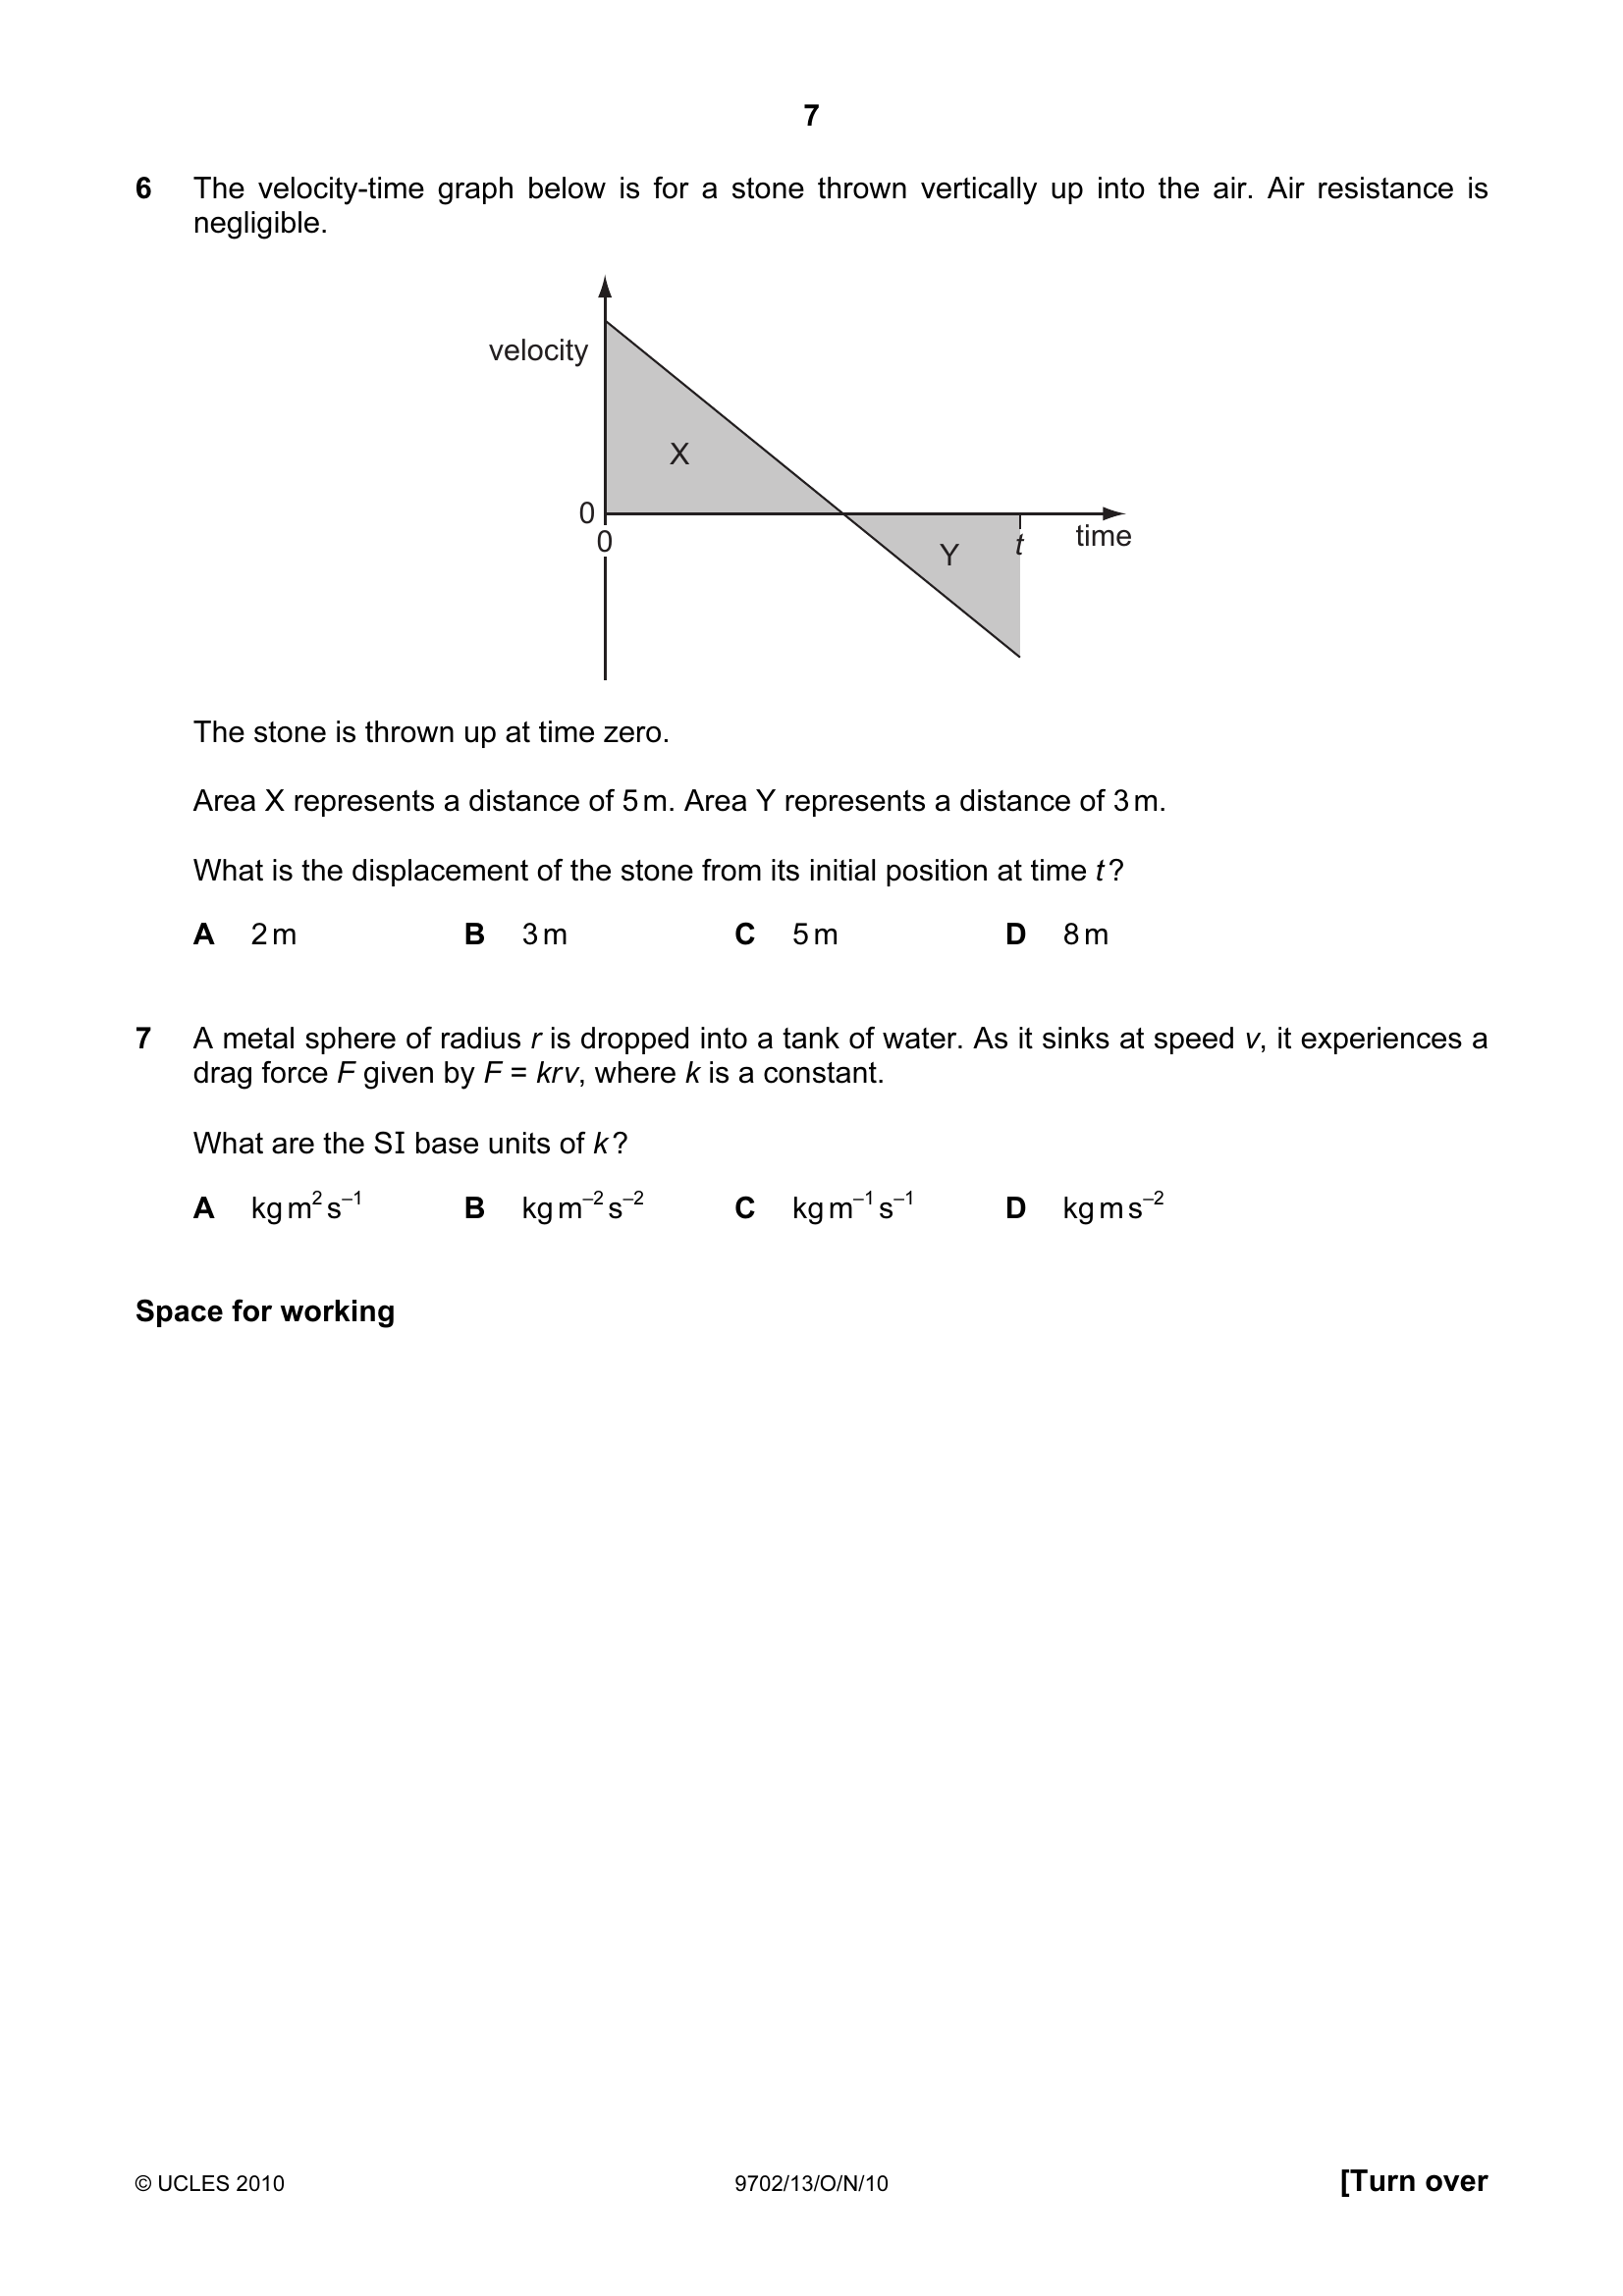 7
6 The velocity-time graph below is for a stone thrown vertically up into the air. Air resistance is
negligible.
velocity
X
0
0
Y
t
time
The stone is thrown up at time zero.
Area X represents a distance of 5 m. Area Y represents a distance of 3 m.
What is the displacement of the stone from its initial position at time t?
A 2 m B 3 m C 5 m D 8 m
7 A metal sphere of radius r is dropped into a tank of water. As it sinks at speed v, it experiences a
drag force F given by F = krv, where k is a constant.
What are the SI base units of k?
A kg m² s⁻¹ B kg m⁻² s⁻² C kg m⁻¹ s⁻¹ D kg m s⁻²
Space for working
© UCLES 2010 9702/13/O/N/10 [Turn over